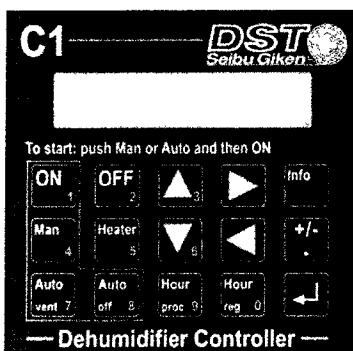 C1 DST
Seibu Giken
To start: push Man or Auto and then ON
ON 1 OFF 2 3 Info
Man 4 Heater 5 6 +/- .
Auto vent 7 Auto off 8 Hour proc 9 Hour reg 0
Dehumidifier Controller